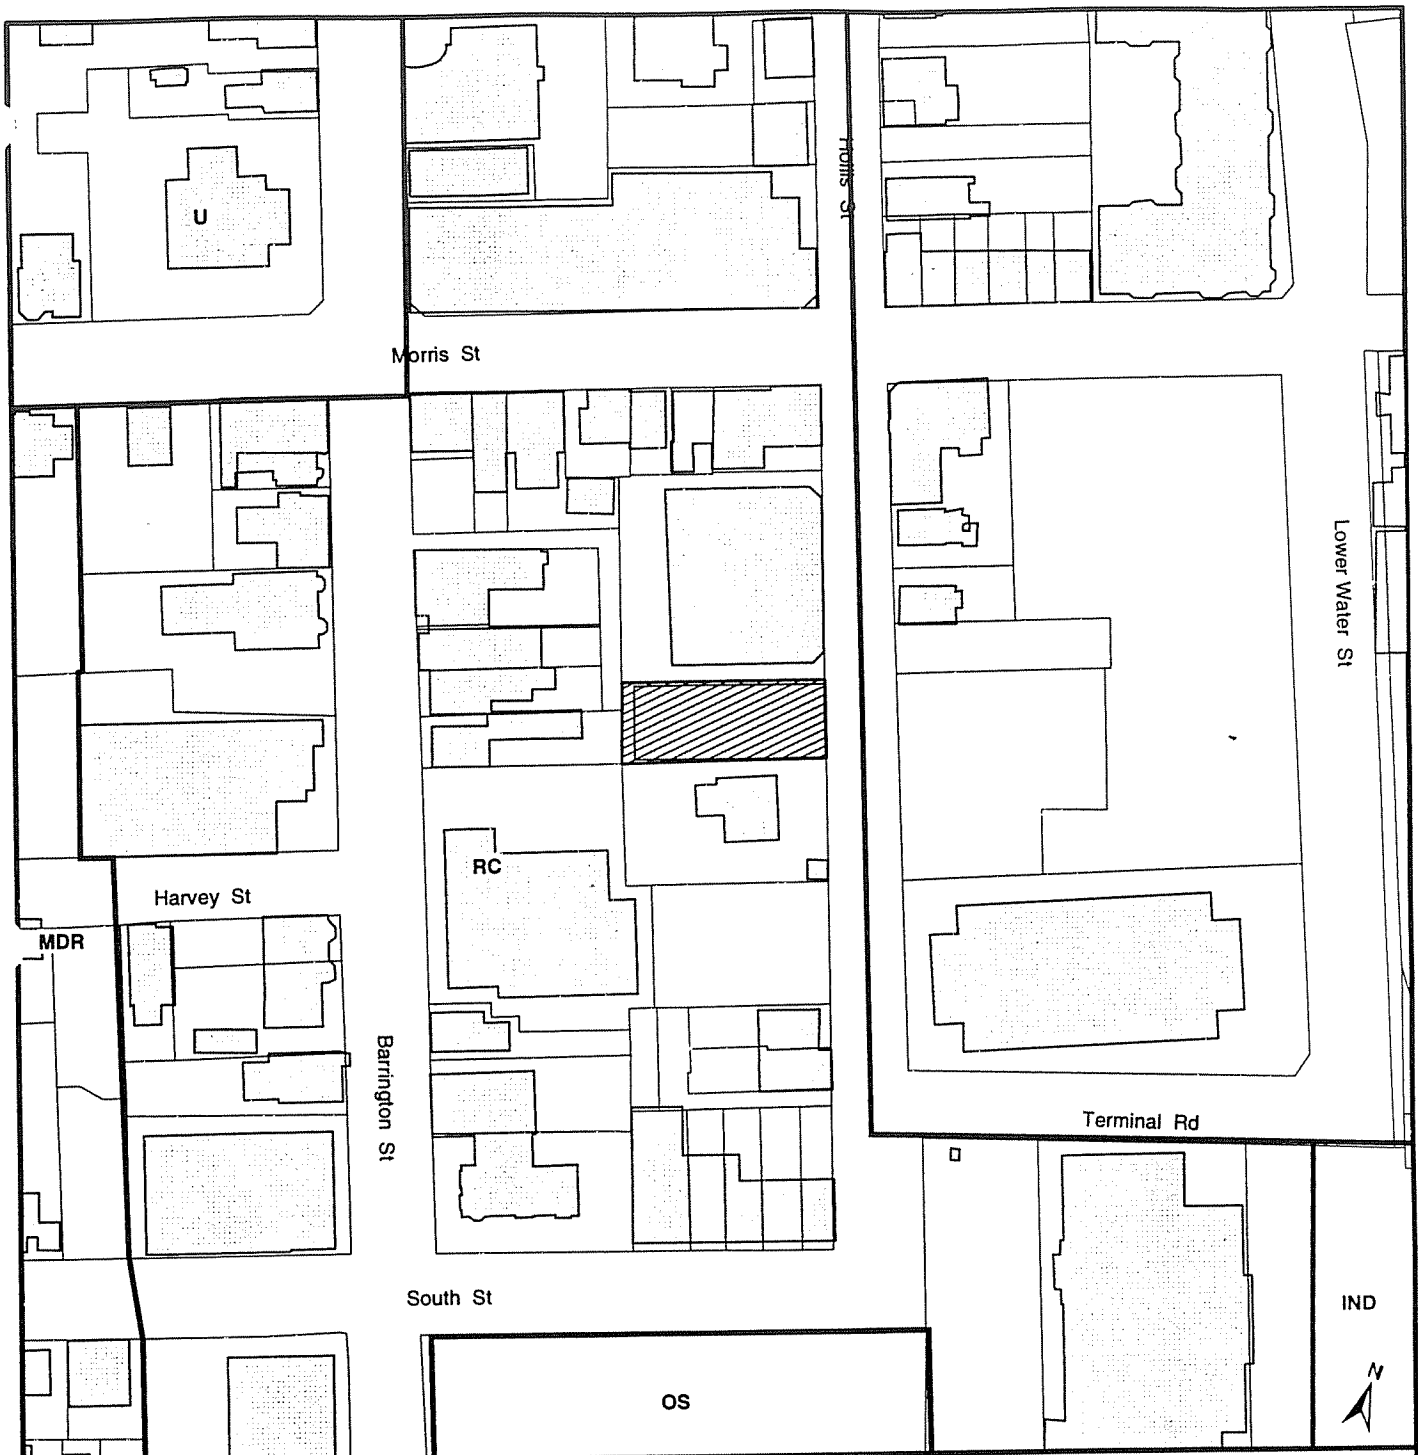 Hollis St
U
Morris St
Lower Water St
RC
Harvey St
MDR
Barrington St
Terminal Rd
South St
IND
N
OS